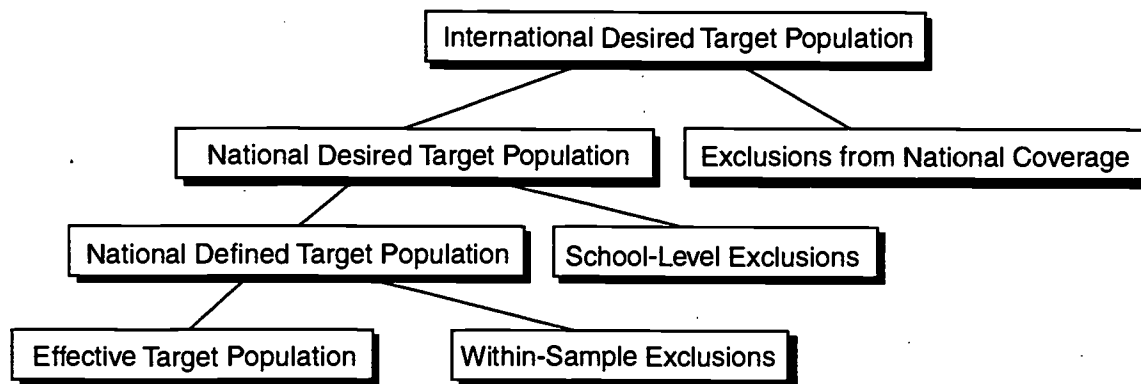 International Desired Target Population
National Desired Target Population
Exclusions from National Coverage
National Defined Target Population
School-Level Exclusions
Effective Target Population
Within-Sample Exclusions